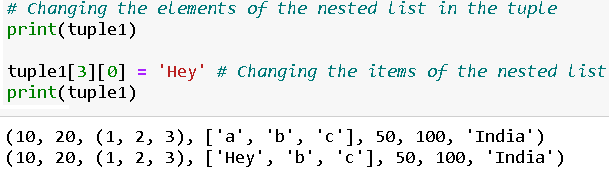 # Changing the elements of the nested list in the tuple
print(tuple1)
tuple1[3][0] = 'Hey' # Changing the items of the nested list
print(tuple1)
(10, 20, (1, 2, 3), ['a', 'b', 'c'], 50, 100, 'India')
(10, 20, (1, 2, 3), ['Hey', 'b', 'c'], 50, 100, 'India')